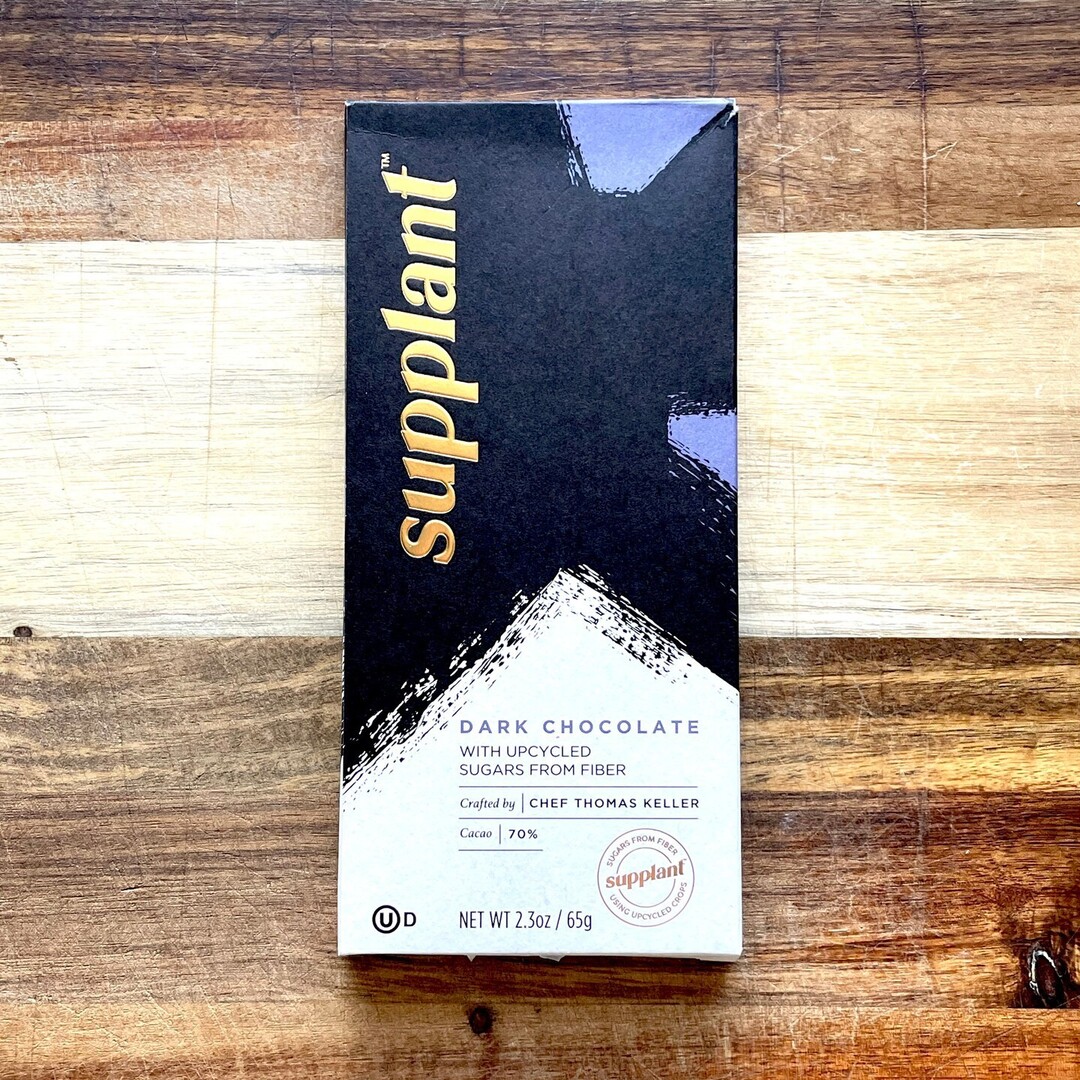 supplant™
DARK CHOCOLATE
WITH UPCYCLED
SUGARS FROM FIBER
Crafted by | CHEF THOMAS KELLER
Cacao | 70%
SUGARS FROM FIBER
supplant
USING UPCYCLED CROPS
U D
NET WT 2.3oz / 65g